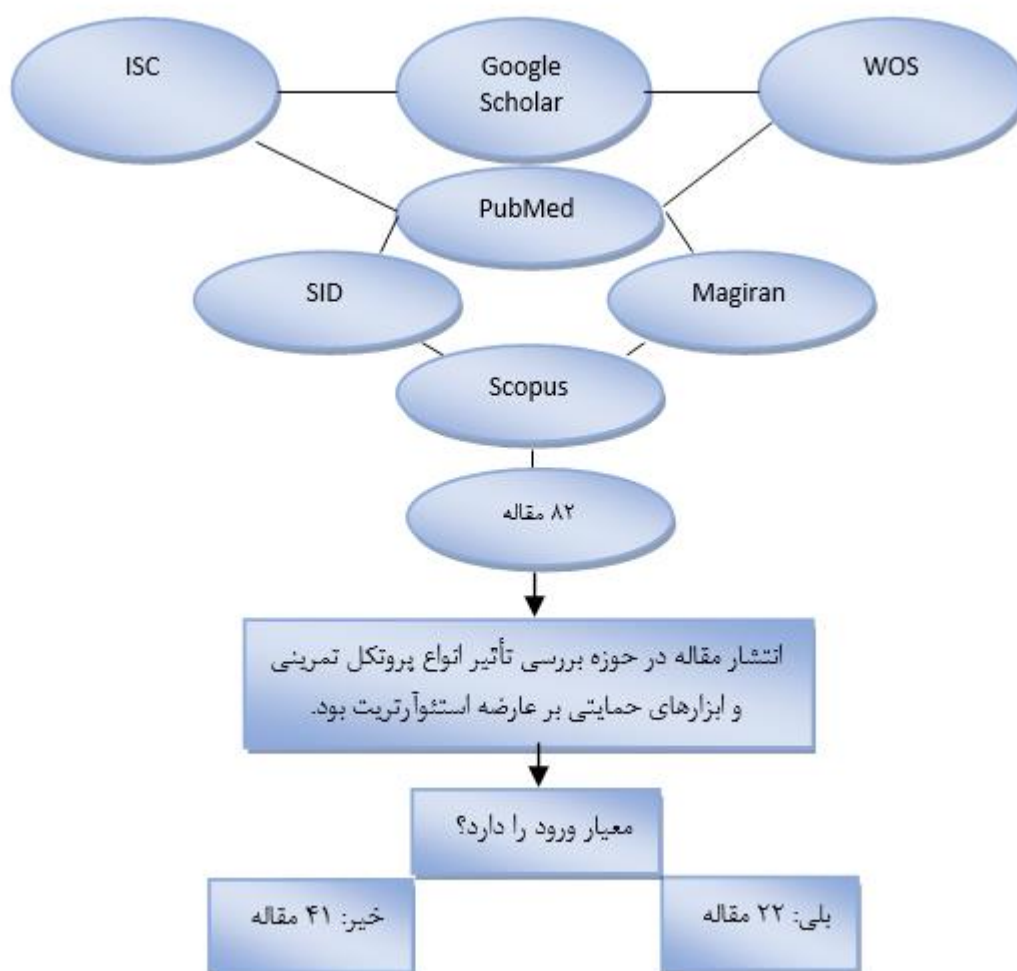 ISC
Google
Scholar
WOS
PubMed
SID
Magiran
Scopus
۸۲ مقاله
انتشار مقاله در حوزه بررسی تأثیر انواع پروتکل تمرینی
و ابزارهای حمایتی بر عارضه استئوآرتریت بود.
معیار ورود را دارد؟
بلی: ۲۲ مقاله
خیر: ۴۱ مقاله